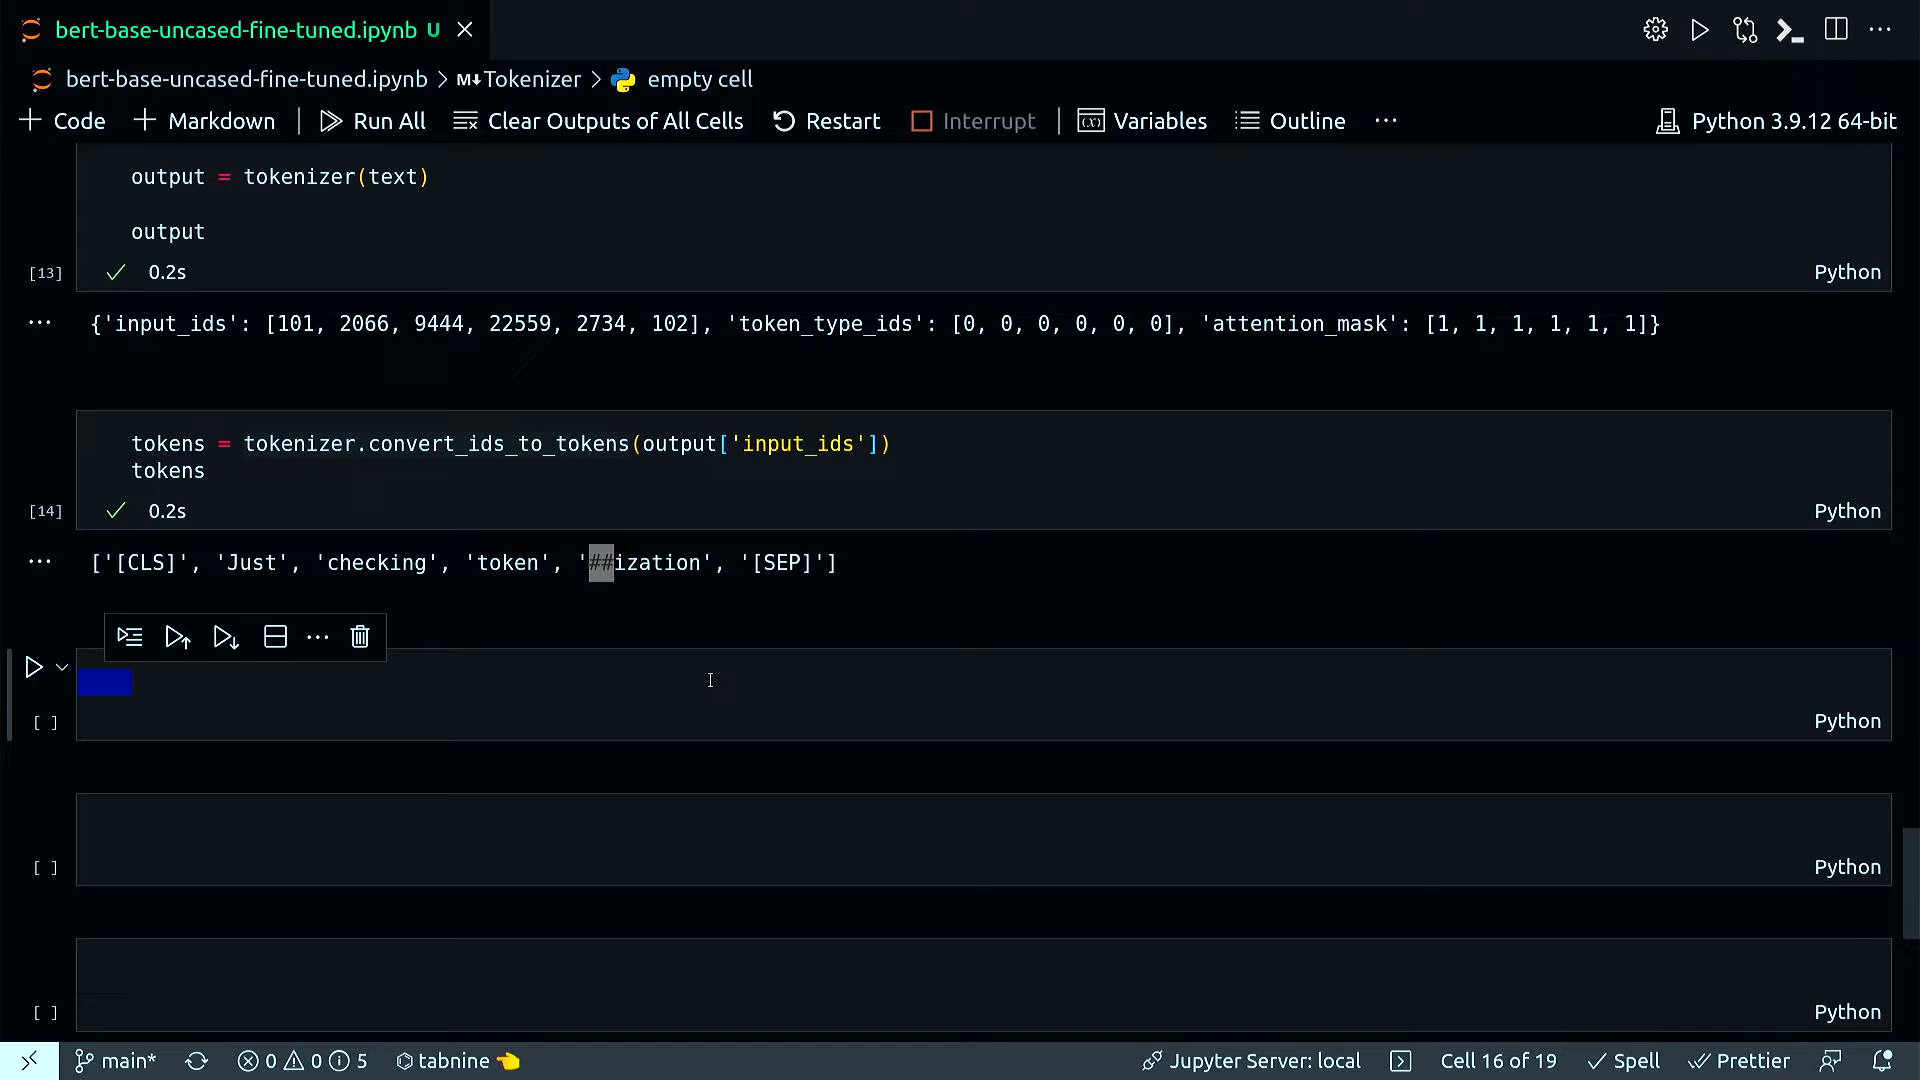 bert-base-uncased-fine-tuned.ipynb U
bert-base-uncased-fine-tuned.ipynb > M↓Tokenizer > empty cell
+ Code + Markdown | Run All Clear Outputs of All Cells Restart Interrupt | Variables Outline ··· Python 3.9.12 64-bit
output = tokenizer(text)
output
[13] ✓ 0.2s Python
··· {'input_ids': [101, 2066, 9444, 22559, 2734, 102], 'token_type_ids': [0, 0, 0, 0, 0, 0], 'attention_mask': [1, 1, 1, 1, 1, 1]}
tokens = tokenizer.convert_ids_to_tokens(output['input_ids'])
tokens
[14] ✓ 0.2s Python
··· ['[CLS]', 'Just', 'checking', 'token', '##ization', '[SEP]']
[ ] Python
[ ] Python
[ ] Python
main* 0 0 5 tabnine Jupyter Server: local Cell 16 of 19 ✓ Spell Prettier